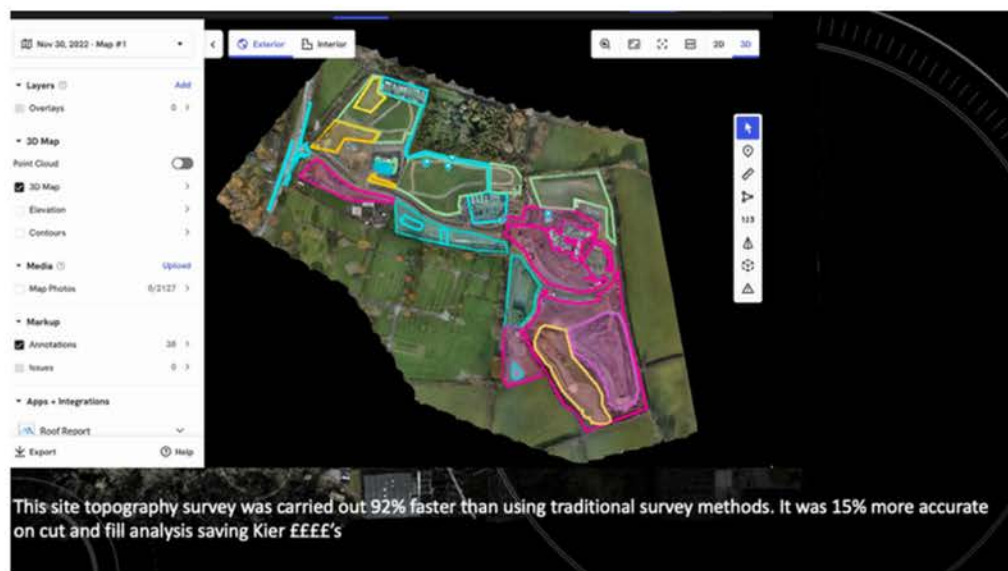 Nov 30, 2022 - Map #1
Exterior
Interior
2D
3D
Layers
Add
Overlays
0
3D Map
Point Cloud
3D Map
Elevation
Contours
Media
Upload
Map Photos
0/2127
Markup
Annotations
38
Issues
0
Apps + Integrations
Roof Report
Export
Help
123
This site topography survey was carried out 92% faster than using traditional survey methods. It was 15% more accurate
on cut and fill analysis saving Kier ££££'s